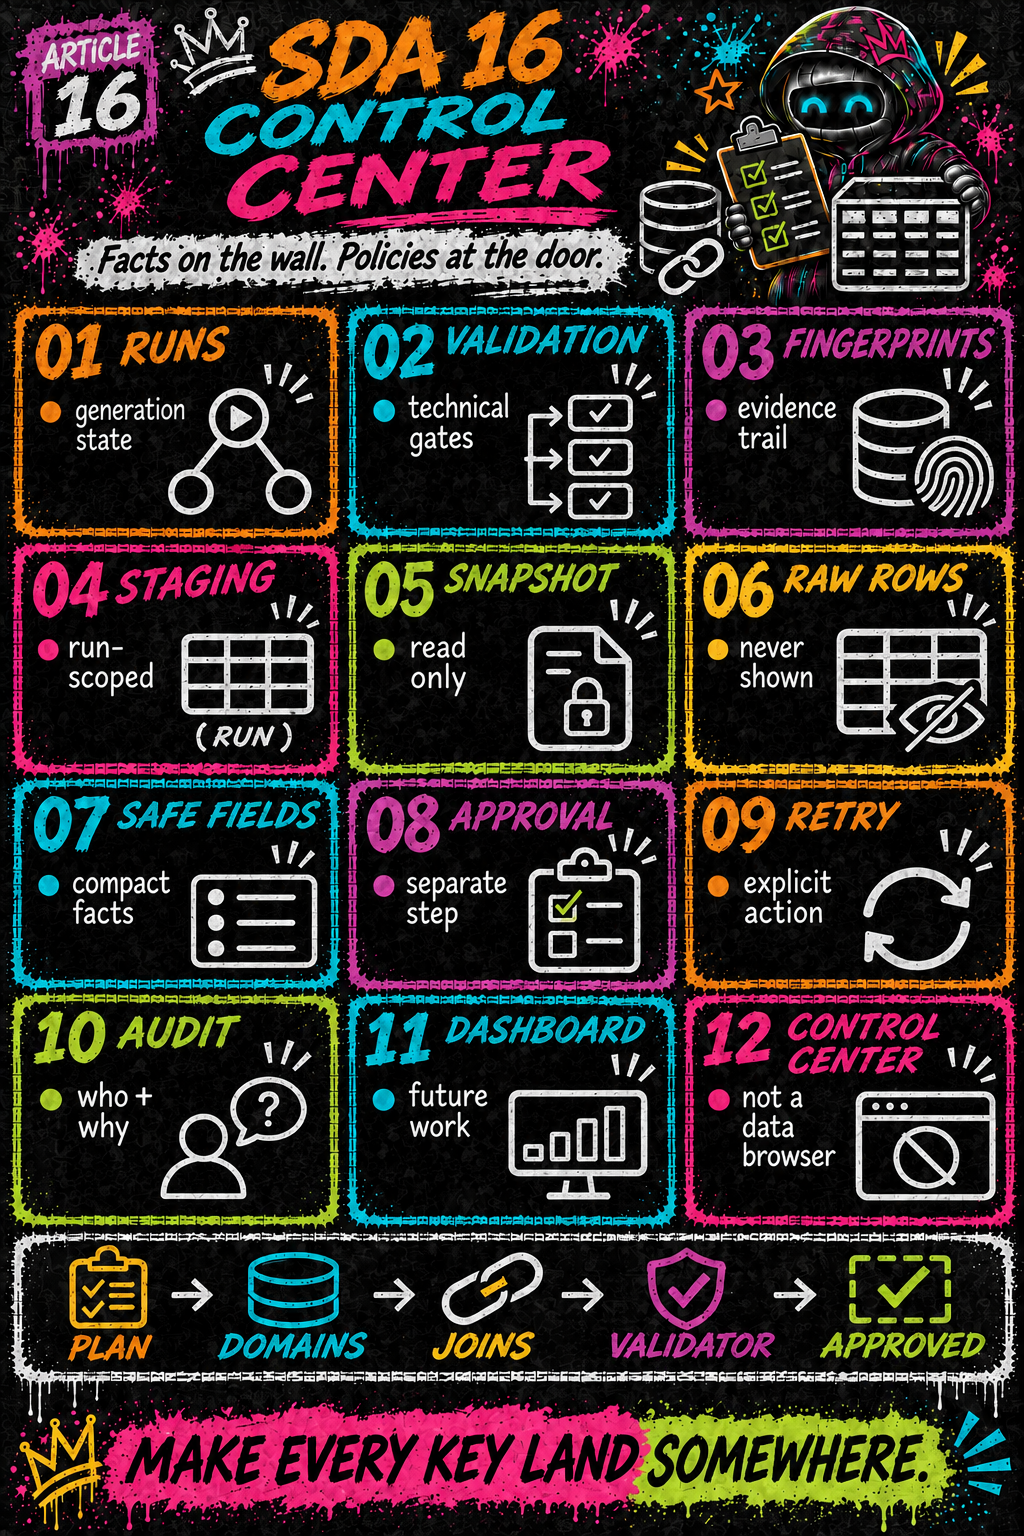 ARTICLE
16
SDA 16
CONTROL
CENTER
Facts on the wall. Policies at the door.
01 RUNS
generation
state
02 VALIDATION
technical
gates
03 FINGERPRINTS
evidence
trail
04 STAGING
run-
scoped
(RUN)
05 SNAPSHOT
read
only
06 RAW ROWS
never
shown
07 SAFE FIELDS
compact
facts
08 APPROVAL
separate
step
09 RETRY
explicit
action
10 AUDIT
who +
why
?
11 DASHBOARD
future
work
12 CONTROL
CENTER
not a
data
browser
PLAN
DOMAINS
JOINS
VALIDATOR
APPROVED
MAKE EVERY KEY LAND SOMEWHERE.